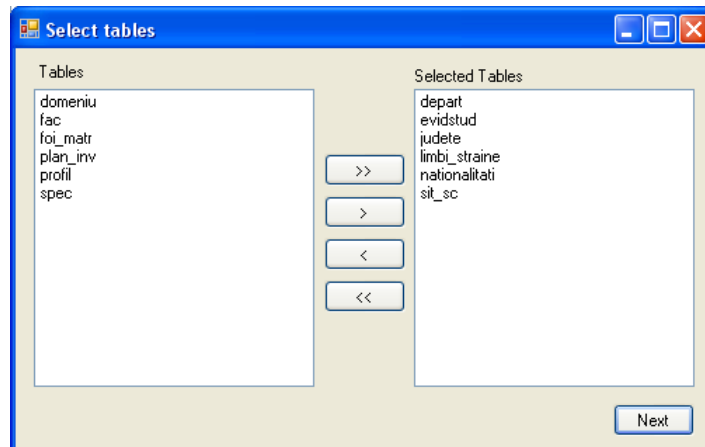 Select tables
Tables
domeniu
fac
foi_matr
plan_inv
profil
spec
>>
>
<
<<
Selected Tables
depart
evidstud
judete
limbi_straine
nationalitati
sit_sc
Next